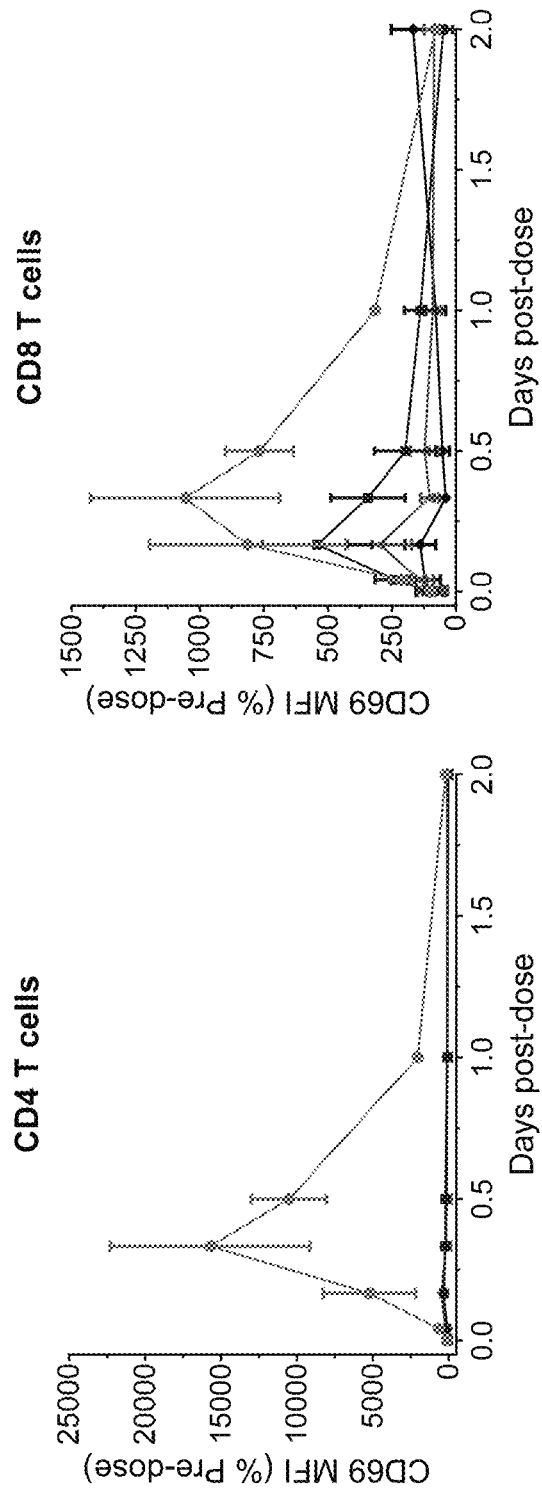 CD4 T cells
CD69 MFI (% Pre-dose)
25000
20000
15000
10000
5000
0
0.0 0.5 1.0 1.5 2.0
Days post-dose
CD8 T cells
CD69 MFI (% Pre-dose)
1500
1250
1000
750
500
250
0
0.0 0.5 1.0 1.5 2.0
Days post-dose